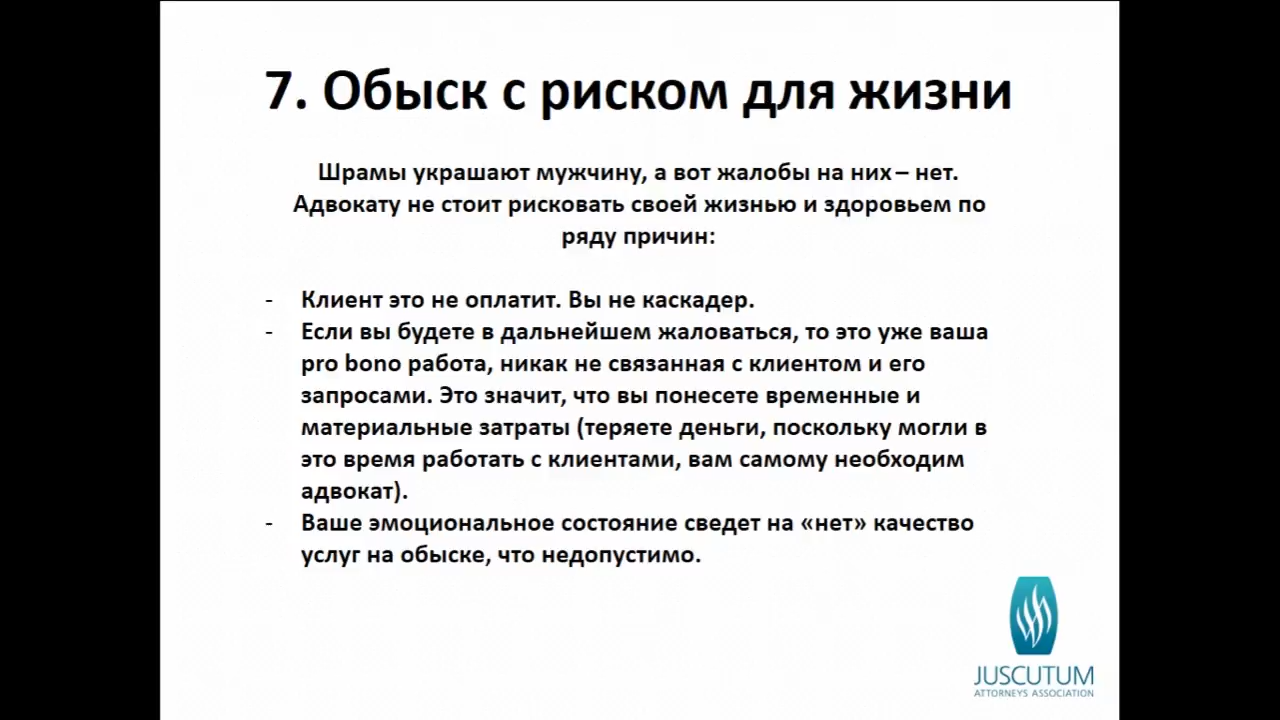 7. Обыск с риском для жизни
Шрамы украшают мужчину, а вот жалобы на них – нет.
Адвокату не стоит рисковать своей жизнью и здоровьем по
ряду причин:
- Клиент это не оплатит. Вы не каскадер.
- Если вы будете в дальнейшем жаловаться, то это уже ваша
pro bono работа, никак не связанная с клиентом и его
запросами. Это значит, что вы понесете временные и
материальные затраты (теряете деньги, поскольку могли в
это время работать с клиентами, вам самому необходим
адвокат).
- Ваше эмоциональное состояние сведет на «нет» качество
услуг на обыске, что недопустимо.
JUSCUTUM
ATTORNEYS ASSOCIATION